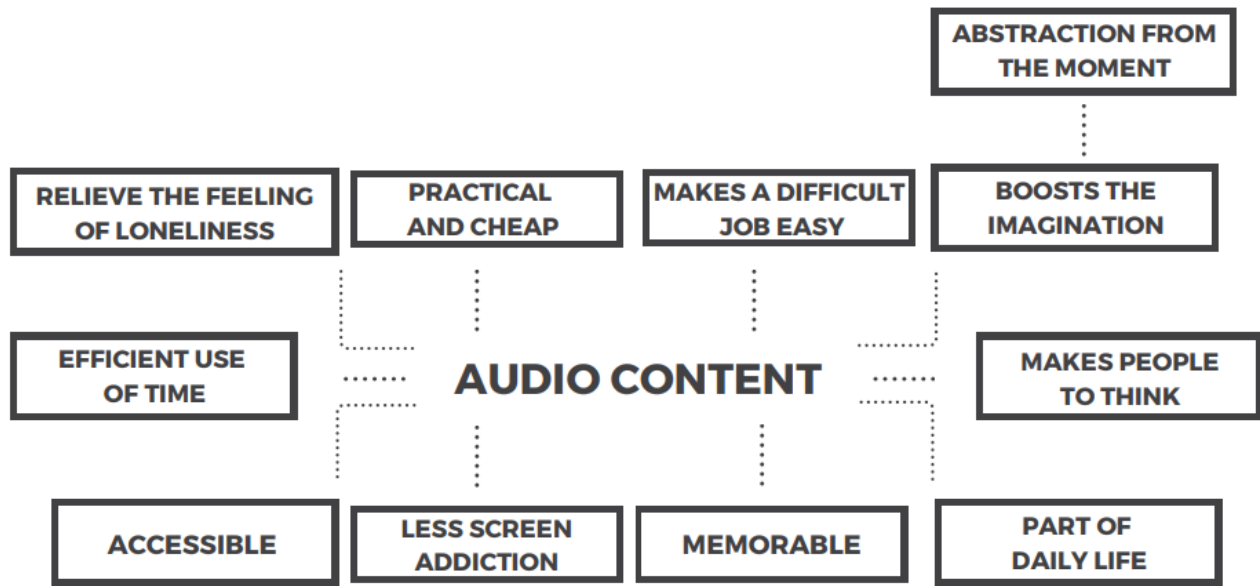 ABSTRACTION FROM
THE MOMENT
RELIEVE THE FEELING
OF LONELINESS
PRACTICAL
AND CHEAP
MAKES A DIFFICULT
JOB EASY
BOOSTS THE
IMAGINATION
EFFICIENT USE
OF TIME
AUDIO CONTENT
MAKES PEOPLE
TO THINK
ACCESSIBLE
LESS SCREEN
ADDICTION
MEMORABLE
PART OF
DAILY LIFE